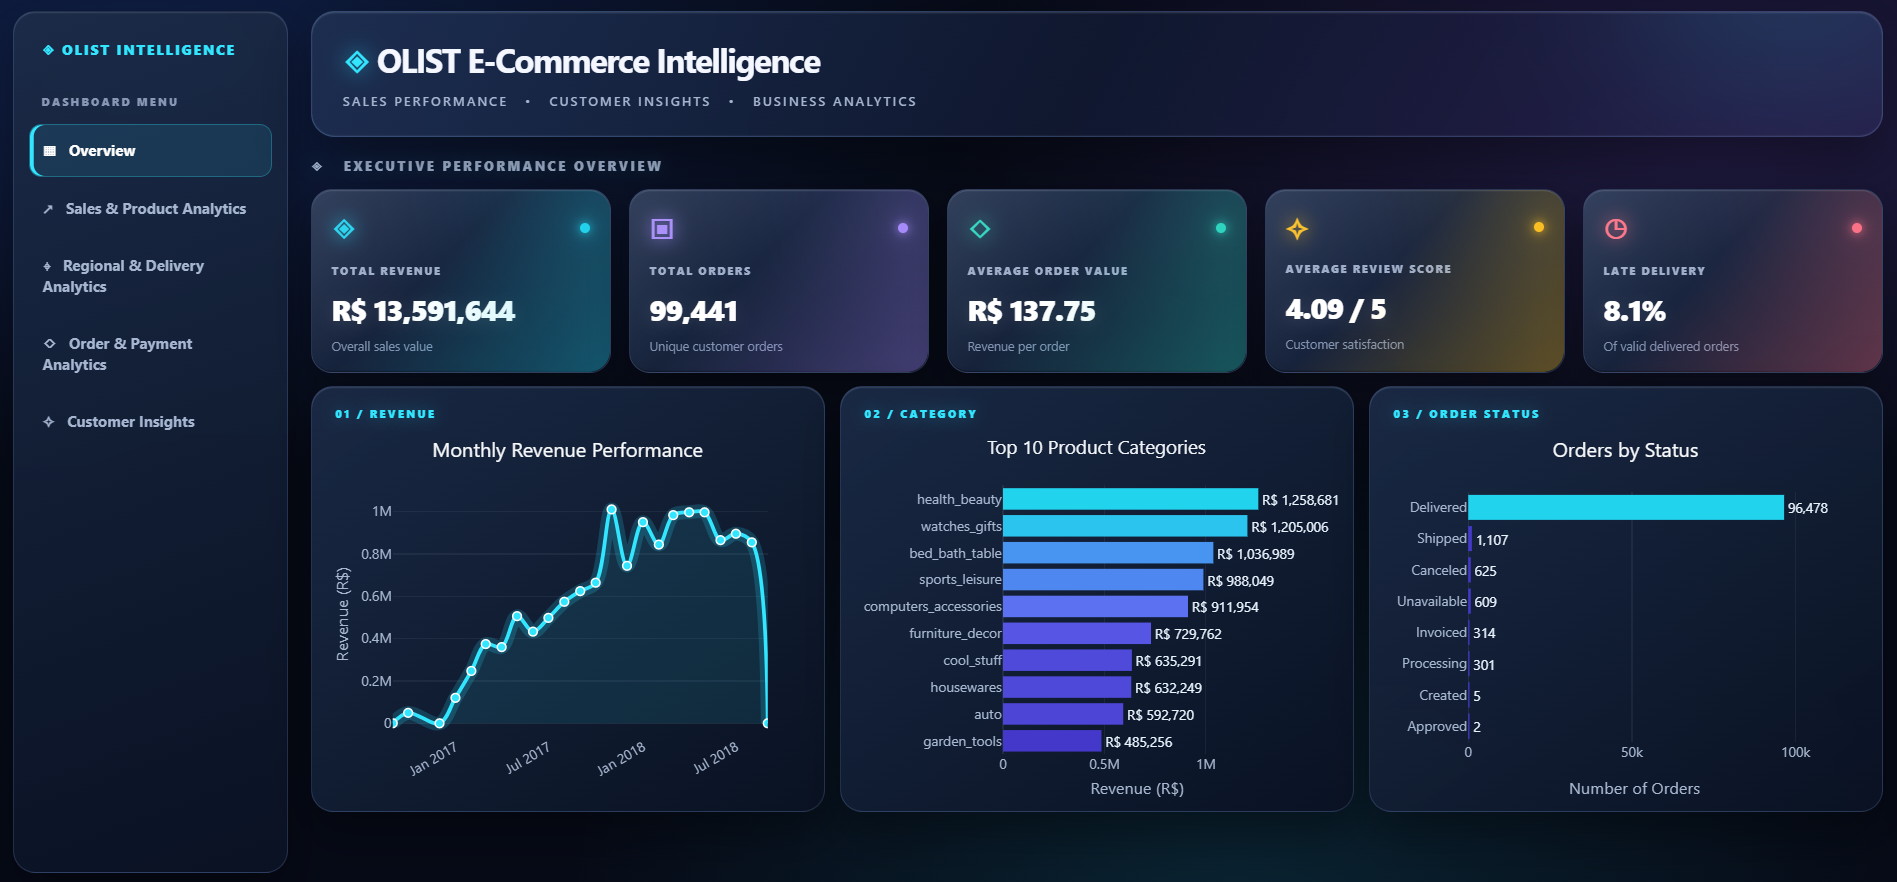 OLIST INTELLIGENCE
DASHBOARD MENU
Overview
Sales & Product Analytics
Regional & Delivery
Analytics
Order & Payment
Analytics
Customer Insights
OLIST E-Commerce Intelligence
SALES PERFORMANCE • CUSTOMER INSIGHTS • BUSINESS ANALYTICS
EXECUTIVE PERFORMANCE OVERVIEW
TOTAL REVENUE
R$ 13,591,644
Overall sales value
TOTAL ORDERS
99,441
Unique customer orders
AVERAGE ORDER VALUE
R$ 137.75
Revenue per order
AVERAGE REVIEW SCORE
4.09 / 5
Customer satisfaction
LATE DELIVERY
8.1%
Of valid delivered orders
01 / REVENUE
Monthly Revenue Performance
Revenue (R$)
1M
0.8M
0.6M
0.4M
0.2M
0
Jan 2017
Jul 2017
Jan 2018
Jul 2018
02 / CATEGORY
Top 10 Product Categories
health_beauty R$ 1,258,681
watches_gifts R$ 1,205,006
bed_bath_table R$ 1,036,989
sports_leisure R$ 988,049
computers_accessories R$ 911,954
furniture_decor R$ 729,762
cool_stuff R$ 635,291
housewares R$ 632,249
auto R$ 592,720
garden_tools R$ 485,256
0 0.5M 1M
Revenue (R$)
03 / ORDER STATUS
Orders by Status
Delivered 96,478
Shipped 1,107
Canceled 625
Unavailable 609
Invoiced 314
Processing 301
Created 5
Approved 2
0 50k 100k
Number of Orders